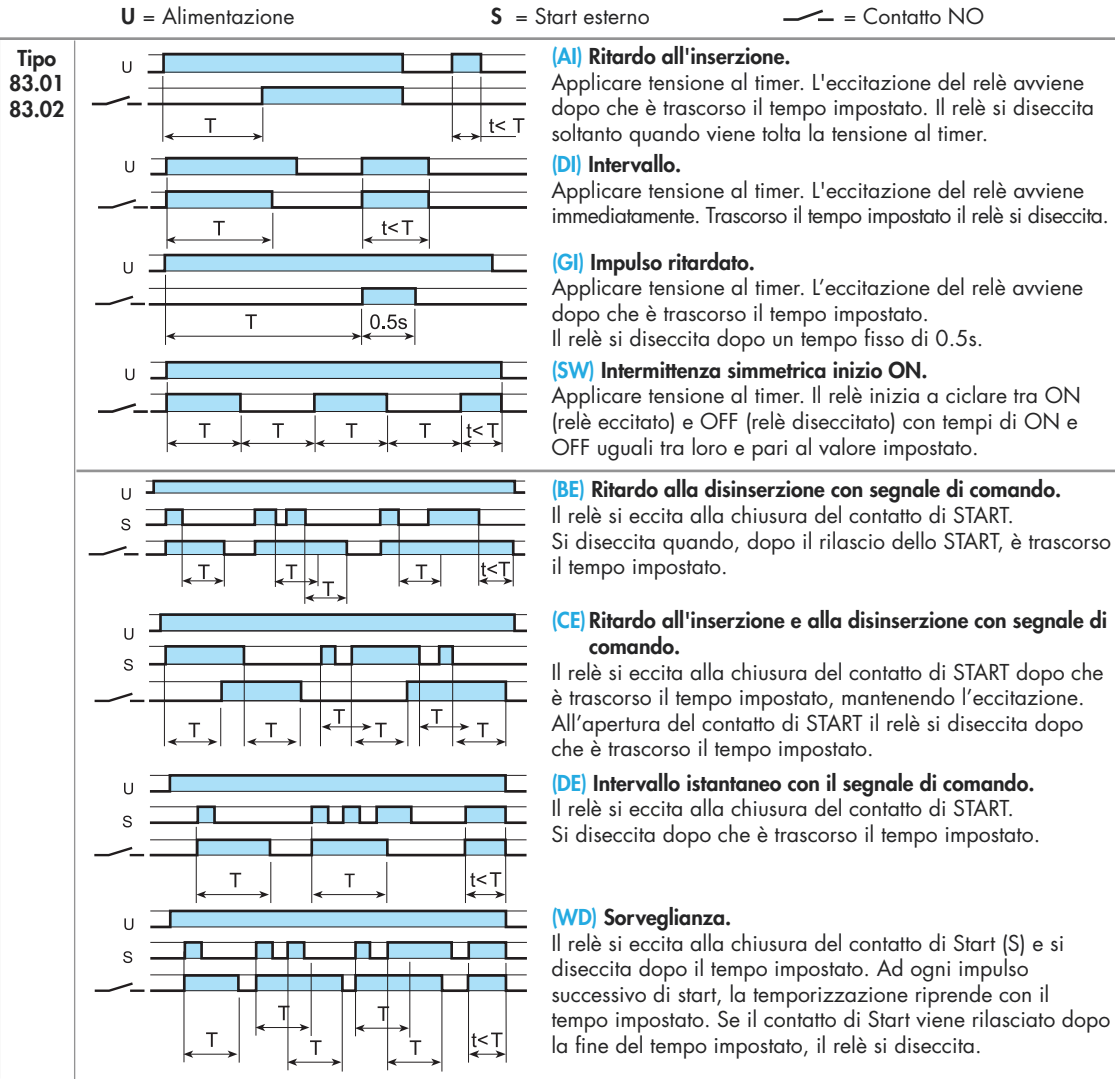 U = Alimentazione S = Start esterno = Contatto NO
Tipo
83.01
83.02
U
T
t< T
(AI) Ritardo all'inserzione.
Applicare tensione al timer. L'eccitazione del relè avviene
dopo che è trascorso il tempo impostato. Il relè si diseccita
soltanto quando viene tolta la tensione al timer.
U
T
t< T
(DI) Intervallo.
Applicare tensione al timer. L'eccitazione del relè avviene
immediatamente. Trascorso il tempo impostato il relè si diseccita.
U
T
0.5s
(GI) Impulso ritardato.
Applicare tensione al timer. L’eccitazione del relè avviene
dopo che è trascorso il tempo impostato.
Il relè si diseccita dopo un tempo fisso di 0.5s.
U
T T T T t< T
(SW) Intermittenza simmetrica inizio ON.
Applicare tensione al timer. Il relè inizia a ciclare tra ON
(relè eccitato) e OFF (relè diseccitato) con tempi di ON e
OFF uguali tra loro e pari al valore impostato.
U
S
T T T T t<T
(BE) Ritardo alla disinserzione con segnale di comando.
Il relè si eccita alla chiusura del contatto di START.
Si diseccita quando, dopo il rilascio dello START, è trascorso
il tempo impostato.
U
S
T T T T T T
(CE) Ritardo all'inserzione e alla disinserzione con segnale di
comando.
Il relè si eccita alla chiusura del contatto di START dopo che
è trascorso il tempo impostato, mantenendo l’eccitazione.
All’apertura del contatto di START il relè si diseccita dopo
che è trascorso il tempo impostato.
U
S
T T t<T
(DE) Intervallo istantaneo con il segnale di comando.
Il relè si eccita alla chiusura del contatto di START.
Si diseccita dopo che è trascorso il tempo impostato.
U
S
T T T T T t<T
(WD) Sorveglianza.
Il relè si eccita alla chiusura del contatto di Start (S) e si
diseccita dopo il tempo impostato. Ad ogni impulso
successivo di start, la temporizzazione riprende con il
tempo impostato. Se il contatto di Start viene rilasciato dopo
la fine del tempo impostato, il relè si diseccita.